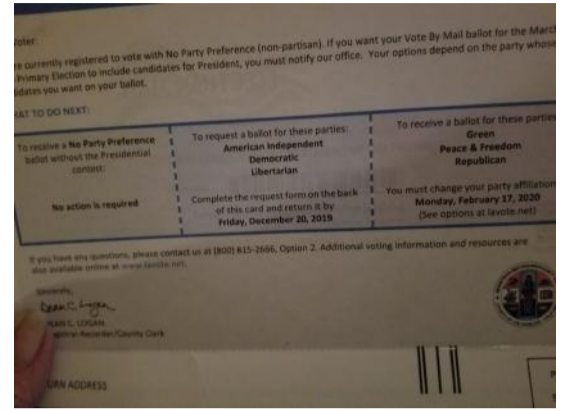 oter:
re currently registered to vote with No Party Preference (non-partisan). If you want your Vote By Mail ballot for the March
Primary Election to include candidates for President, you must notify our office. Your options depend on the party whose
didates you want on your ballot.
AT TO DO NEXT:
To receive a No Party Preference
ballot without the Presidential
contest:
No action is required
To request a ballot for these parties:
American Independent
Democratic
Libertarian
Complete the request form on the back
of this card and return it by
Friday, December 20, 2019
To receive a ballot for these parties
Green
Peace & Freedom
Republican
You must change your party affiliation
Monday, February 17, 2020
(See options at lavote.net)
If you have any questions, please contact us at (800) 815-2666, Option 2. Additional voting information and resources are
also available online at www.lavote.net.
Sincerely,
Dean C. Logan
EAN C. LOGAN
Recorder/County Clerk
URN ADDRESS